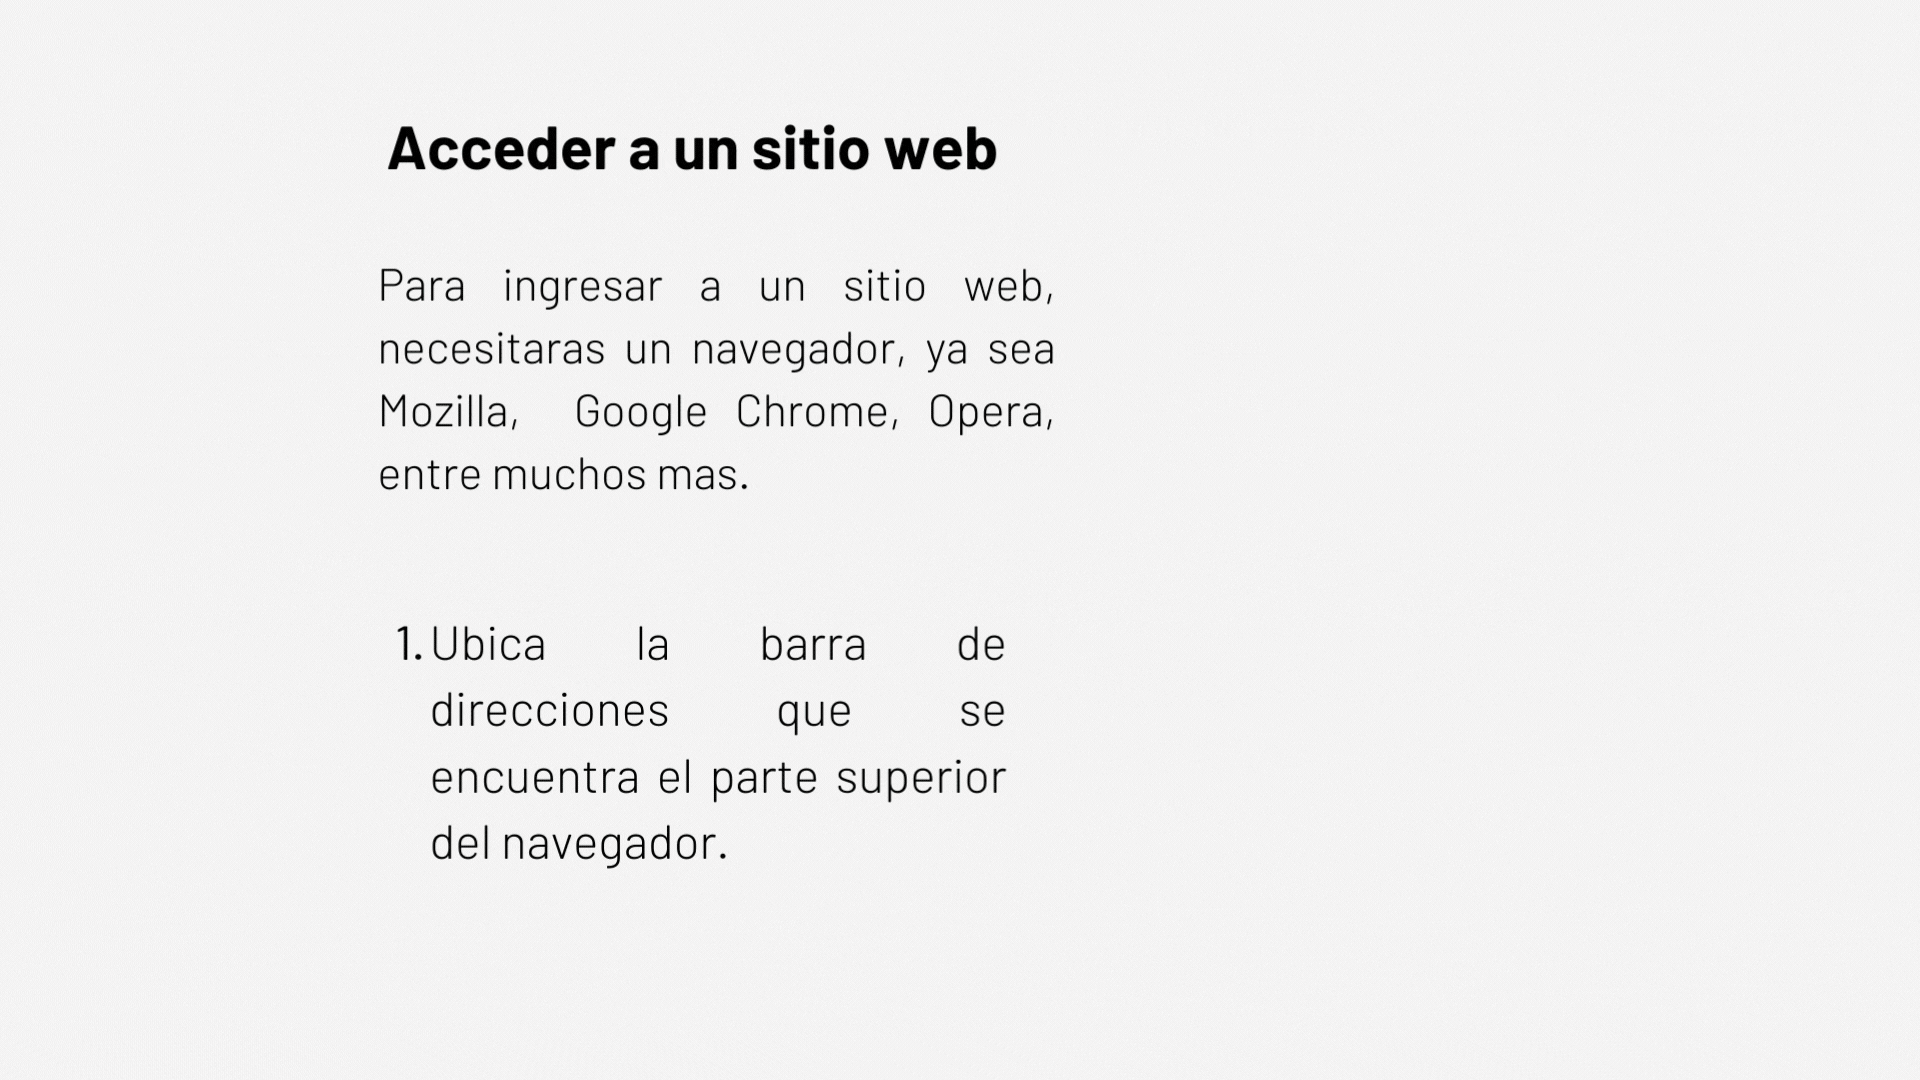 Acceder a un sitio web
Para ingresar a un sitio web,
necesitaras un navegador, ya sea
Mozilla, Google Chrome, Opera,
entre muchos mas.
1. Ubica la barra de
direcciones que se
encuentra el parte superior
del navegador.